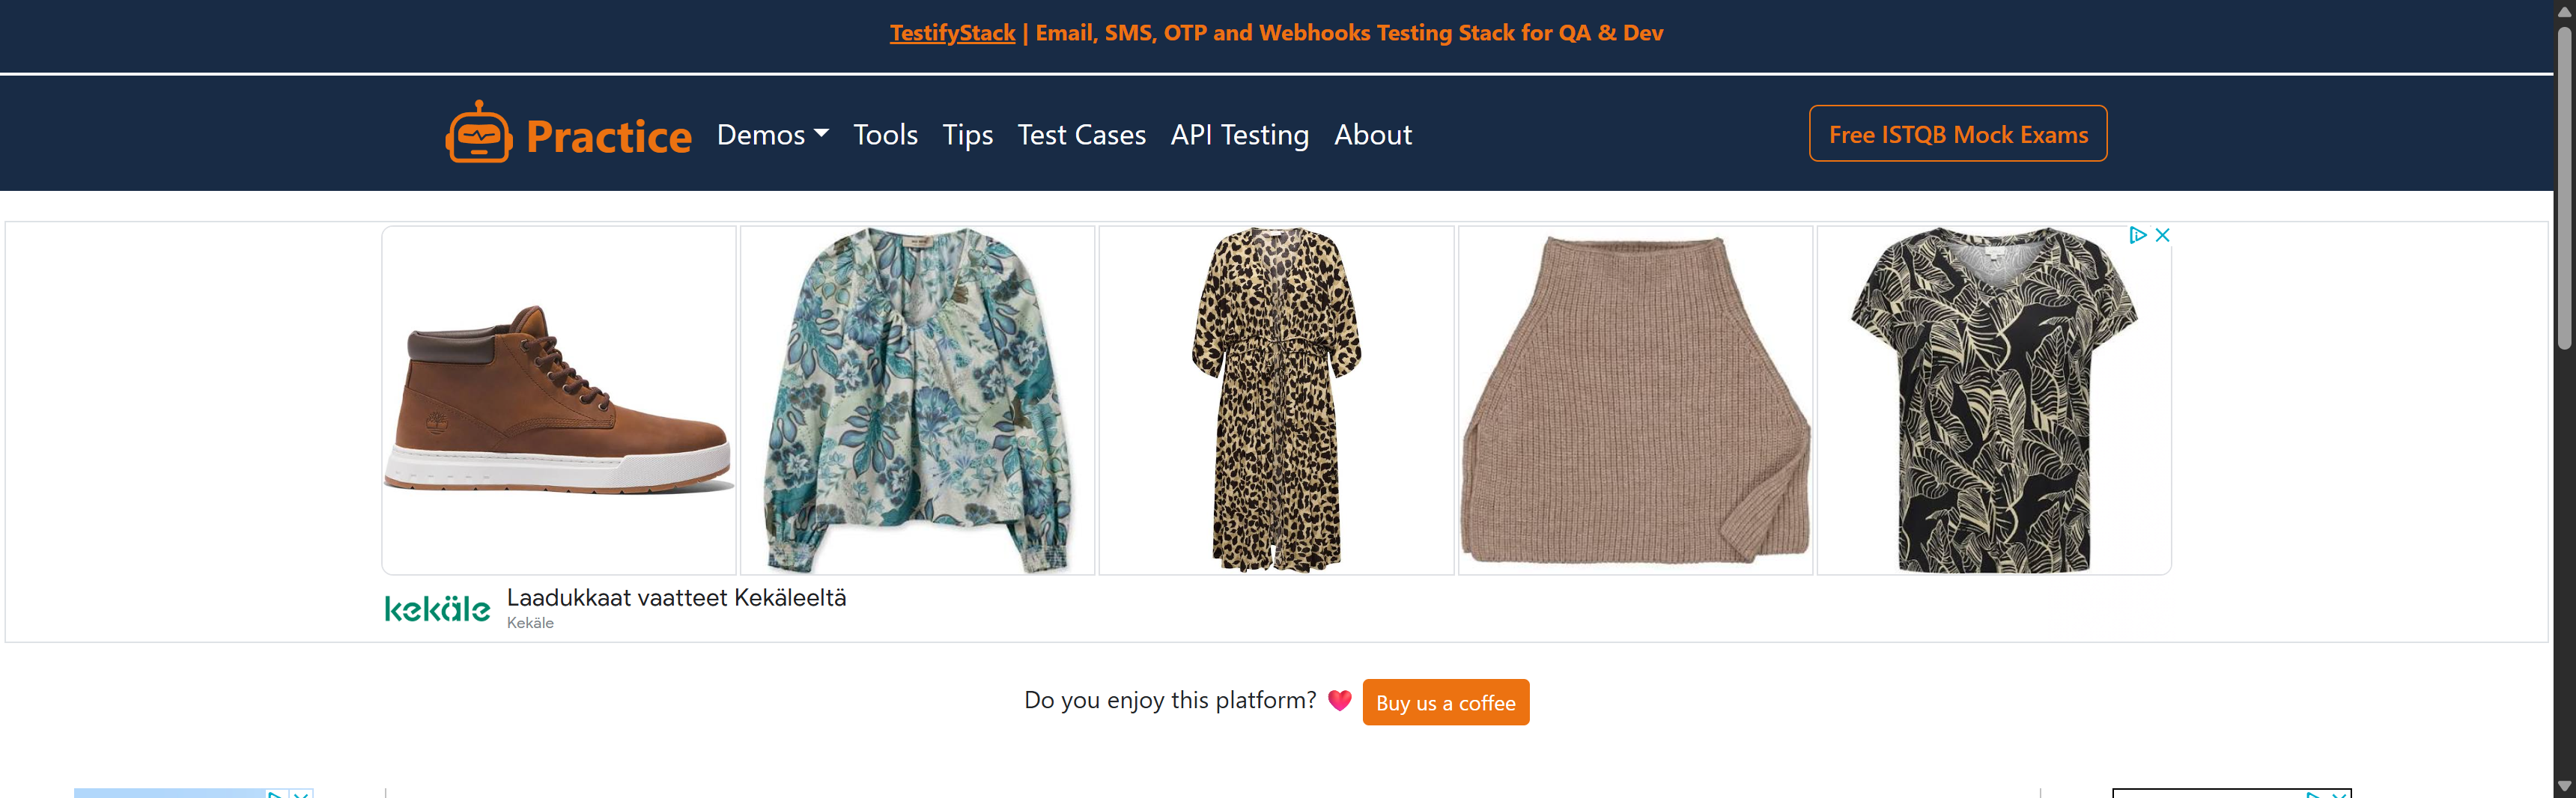 TestifyStack | Email, SMS, OTP and Webhooks Testing Stack for QA & Dev
Practice Demos Tools Tips Test Cases API Testing About Free ISTQB Mock Exams
kekäle Laadukkaat vaatteet Kekäleeltä
Kekäle
Do you enjoy this platform? Buy us a coffee